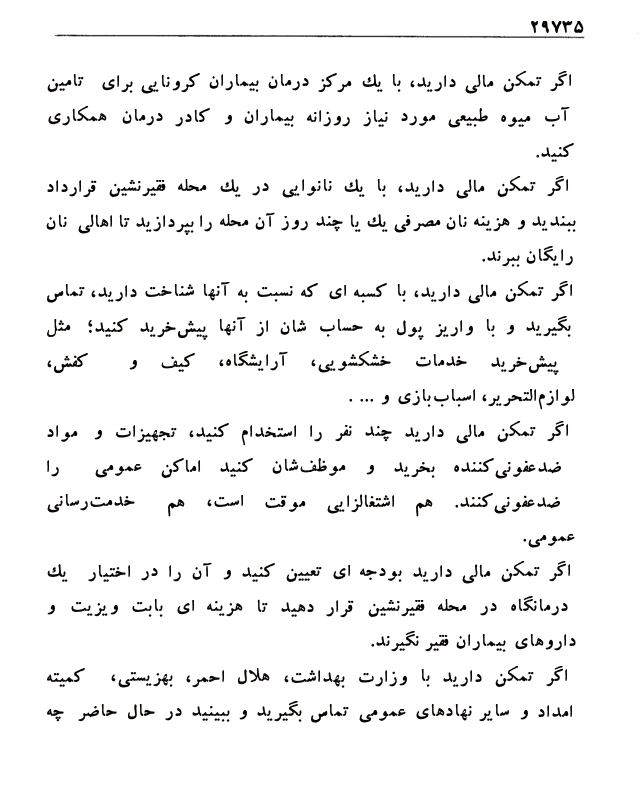 ۲۹۷۳۵
اگر تمکن مالی دارید، با یك مرکز درمان بیماران کرونایی برای تامین
آب میوه طبیعی مورد نیاز روزانه بیماران و کادر درمان همکاری
کنید.
اگر تمکن مالی دارید، با یك نانوایی در یك محله فقیرنشین قرارداد
ببندید و هزینه نان مصرفی یك یا چند روز آن محله را بپردازید تا اهالی نان
رایگان ببرند.
اگر تمکن مالی دارید، با کسبه ای که نسبت به آنها شناخت دارید، تماس
بگیرید و با واریز پول به حساب شان از آنها پیش‌خرید کنید؛ مثل
پیش‌خرید خدمات خشکشویی، آرایشگاه، کیف و کفش،
لوازم‌التحریر، اسباب‌بازی و ... .
اگر تمکن مالی دارید چند نفر را استخدام کنید، تجهیزات و مواد
ضدعفونی‌کننده بخرید و موظف‌شان کنید اماکن عمومی را
ضدعفونی‌کنند. هم اشتغالزایی موقت است، هم خدمت‌رسانی
عمومی.
اگر تمکن مالی دارید بودجه ای تعیین کنید و آن را در اختیار یك
درمانگاه در محله فقیرنشین قرار دهید تا هزینه ای بابت ویزیت و
داروهای بیماران فقیر نگیرند.
اگر تمکن دارید با وزارت بهداشت، هلال احمر، بهزیستی، کمیته
امداد و سایر نهادهای عمومی تماس بگیرید و ببینید در حال حاضر چه